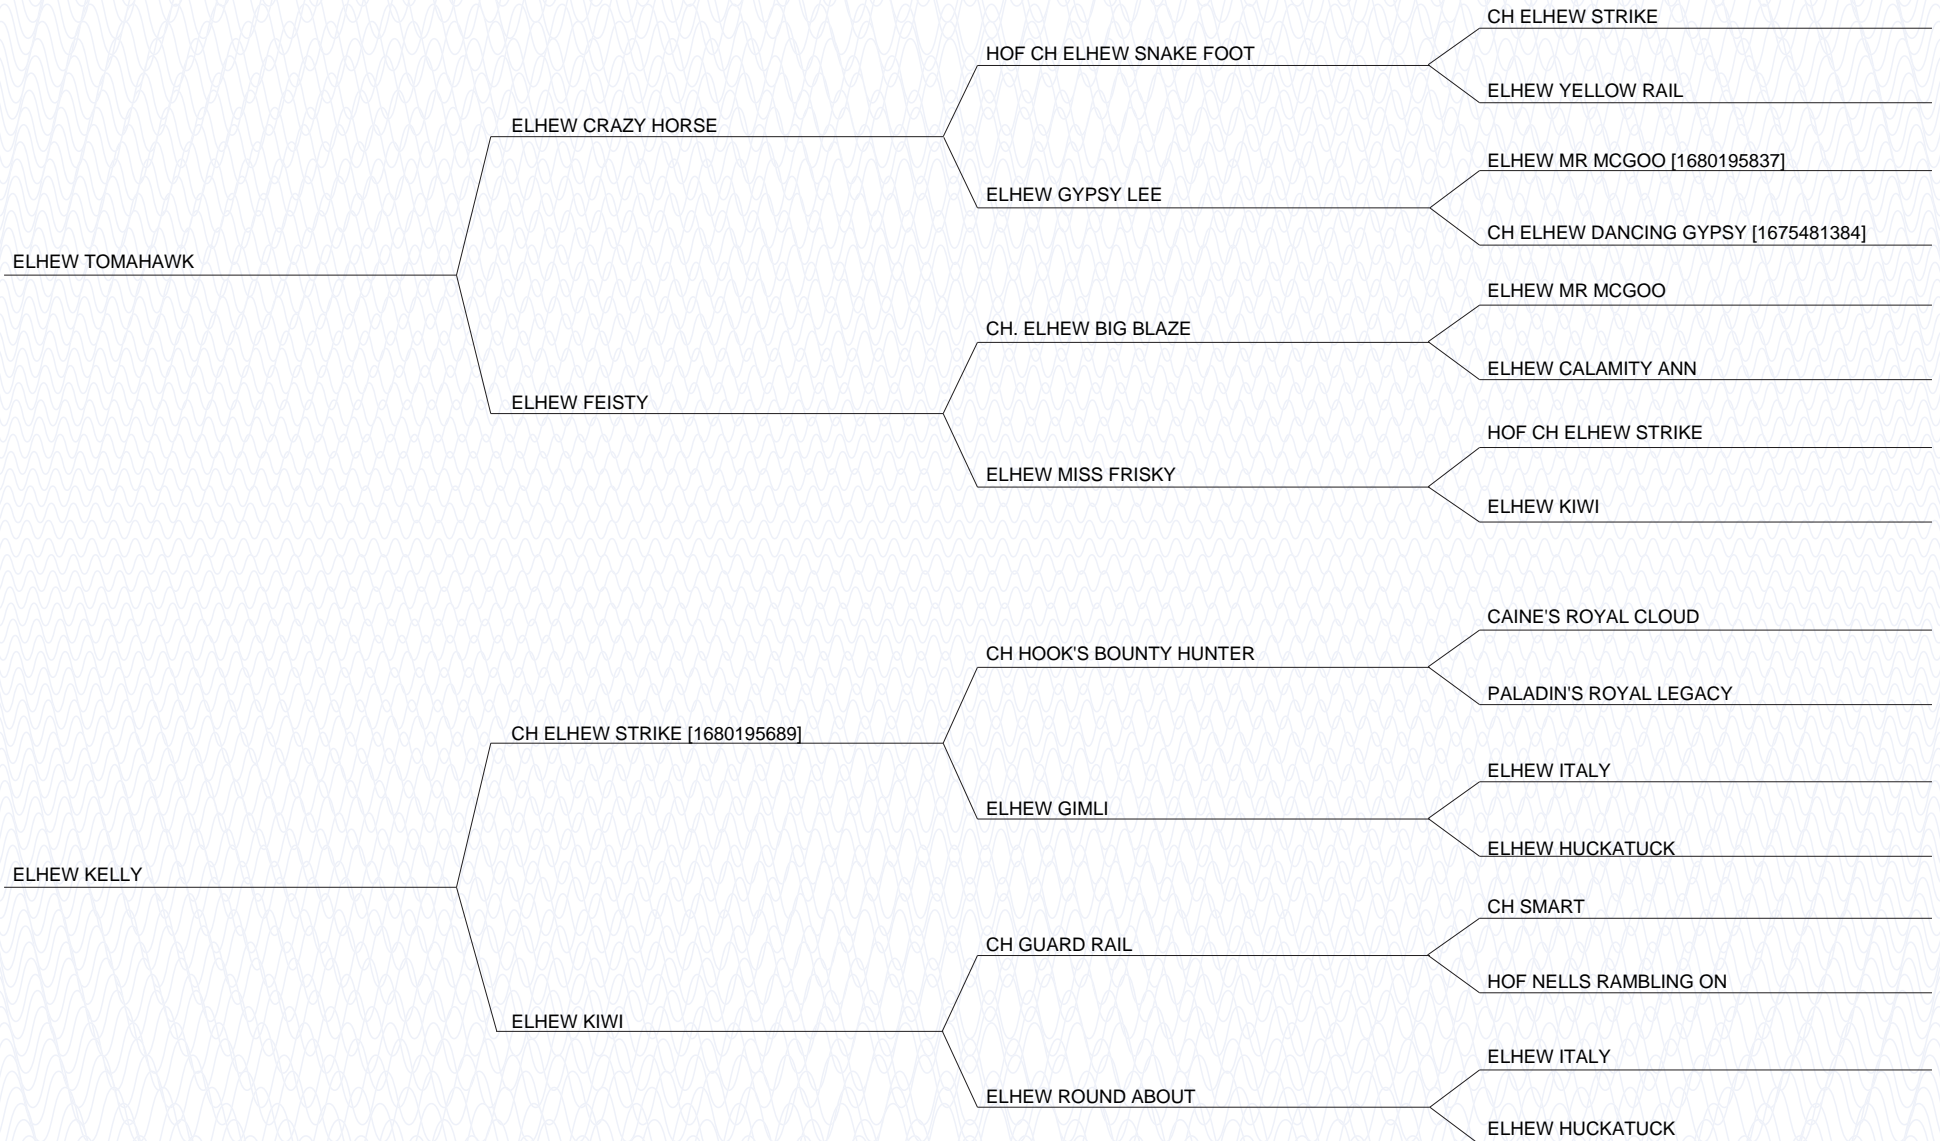 CH ELHEW STRIKE
HOF CH ELHEW SNAKE FOOT
ELHEW YELLOW RAIL
ELHEW CRAZY HORSE
ELHEW MR MCGOO [1680195837]
ELHEW GYPSY LEE
CH ELHEW DANCING GYPSY [1675481384]
ELHEW TOMAHAWK
ELHEW MR MCGOO
CH. ELHEW BIG BLAZE
ELHEW CALAMITY ANN
ELHEW FEISTY
HOF CH ELHEW STRIKE
ELHEW MISS FRISKY
ELHEW KIWI
CAINE'S ROYAL CLOUD
CH HOOK'S BOUNTY HUNTER
PALADIN'S ROYAL LEGACY
CH ELHEW STRIKE [1680195689]
ELHEW ITALY
ELHEW GIMLI
ELHEW HUCKATUCK
ELHEW KELLY
CH SMART
CH GUARD RAIL
HOF NELLS RAMBLING ON
ELHEW KIWI
ELHEW ITALY
ELHEW ROUND ABOUT
ELHEW HUCKATUCK